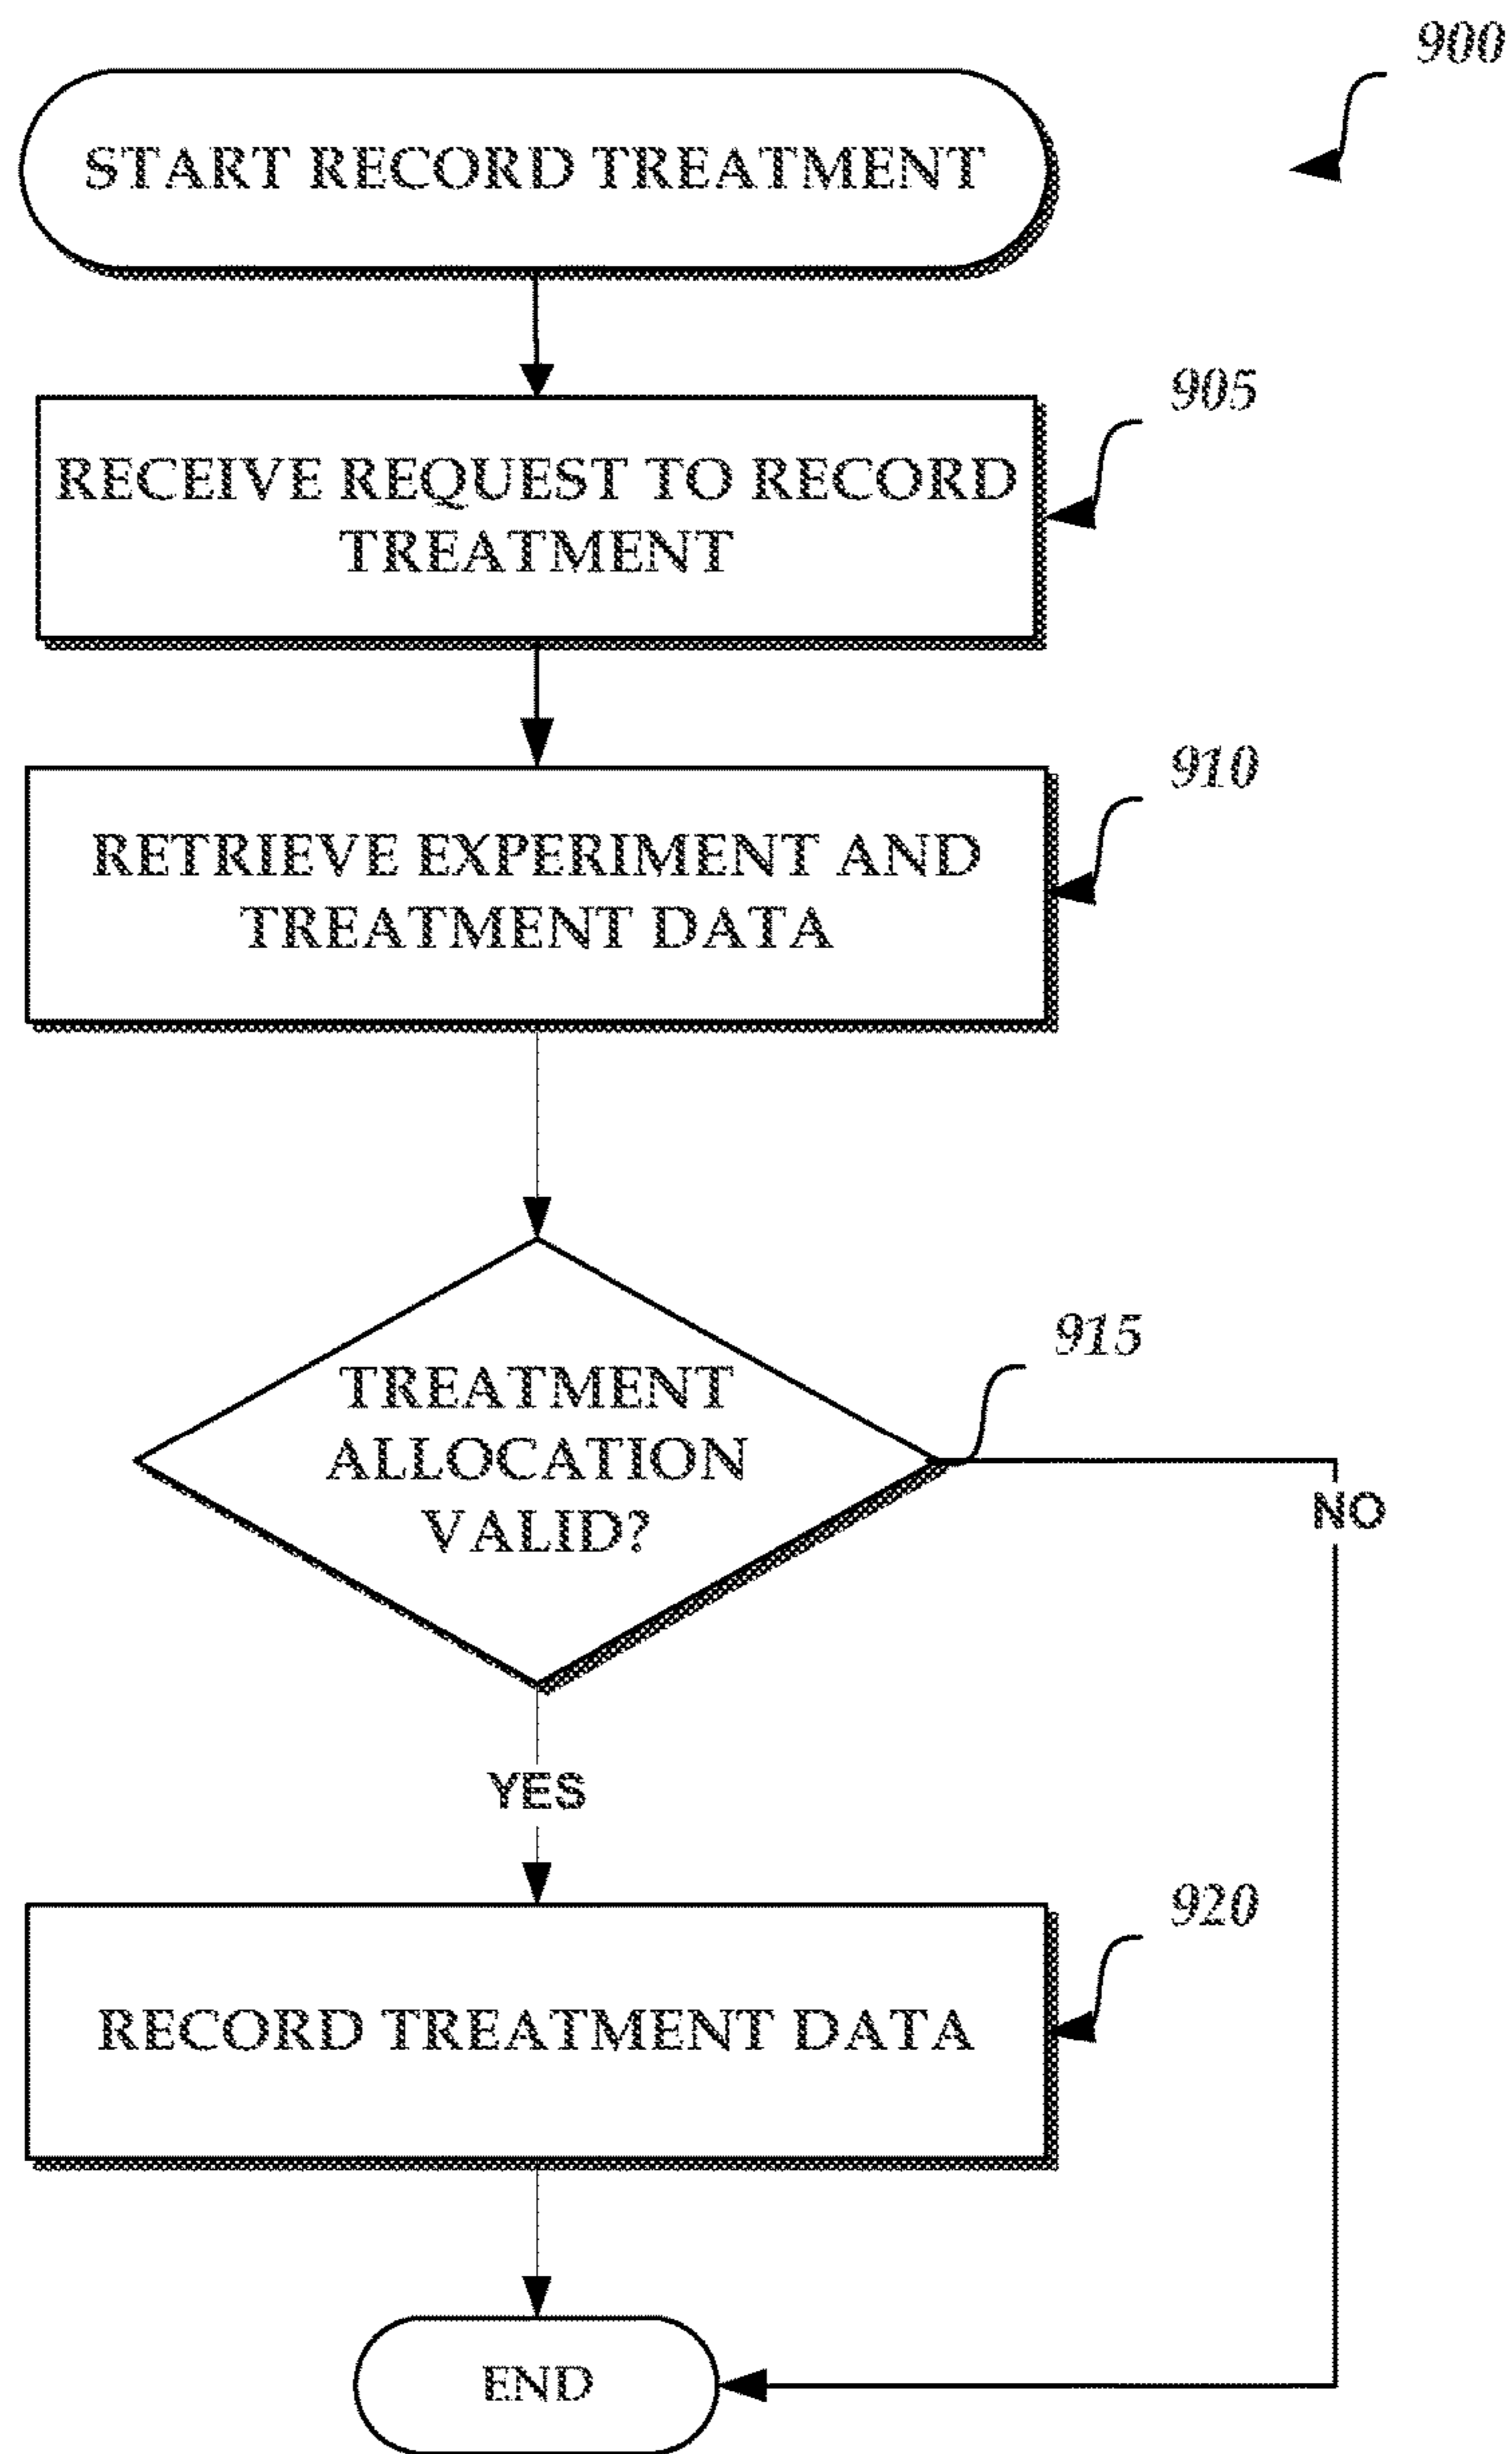 900
START RECORD TREATMENT
905
RECEIVE REQUEST TO RECORD
TREATMENT
910
RETRIEVE EXPERIMENT AND
TREATMENT DATA
915
TREATMENT
ALLOCATION
VALID?
NO
YES
920
RECORD TREATMENT DATA
END